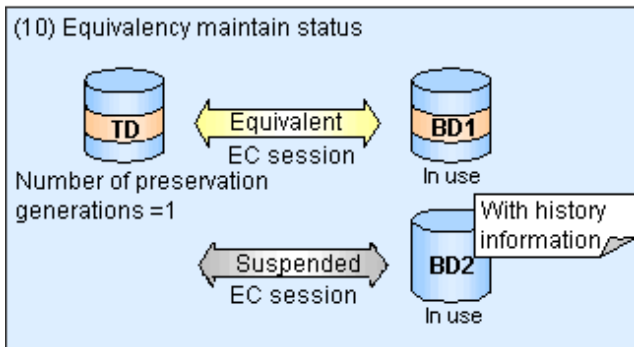 (10) Equivalency maintain status
TD
Equivalent
BD1
EC session
In use
Number of preservation
generations =1
With history
information
Suspended
BD2
EC session
In use